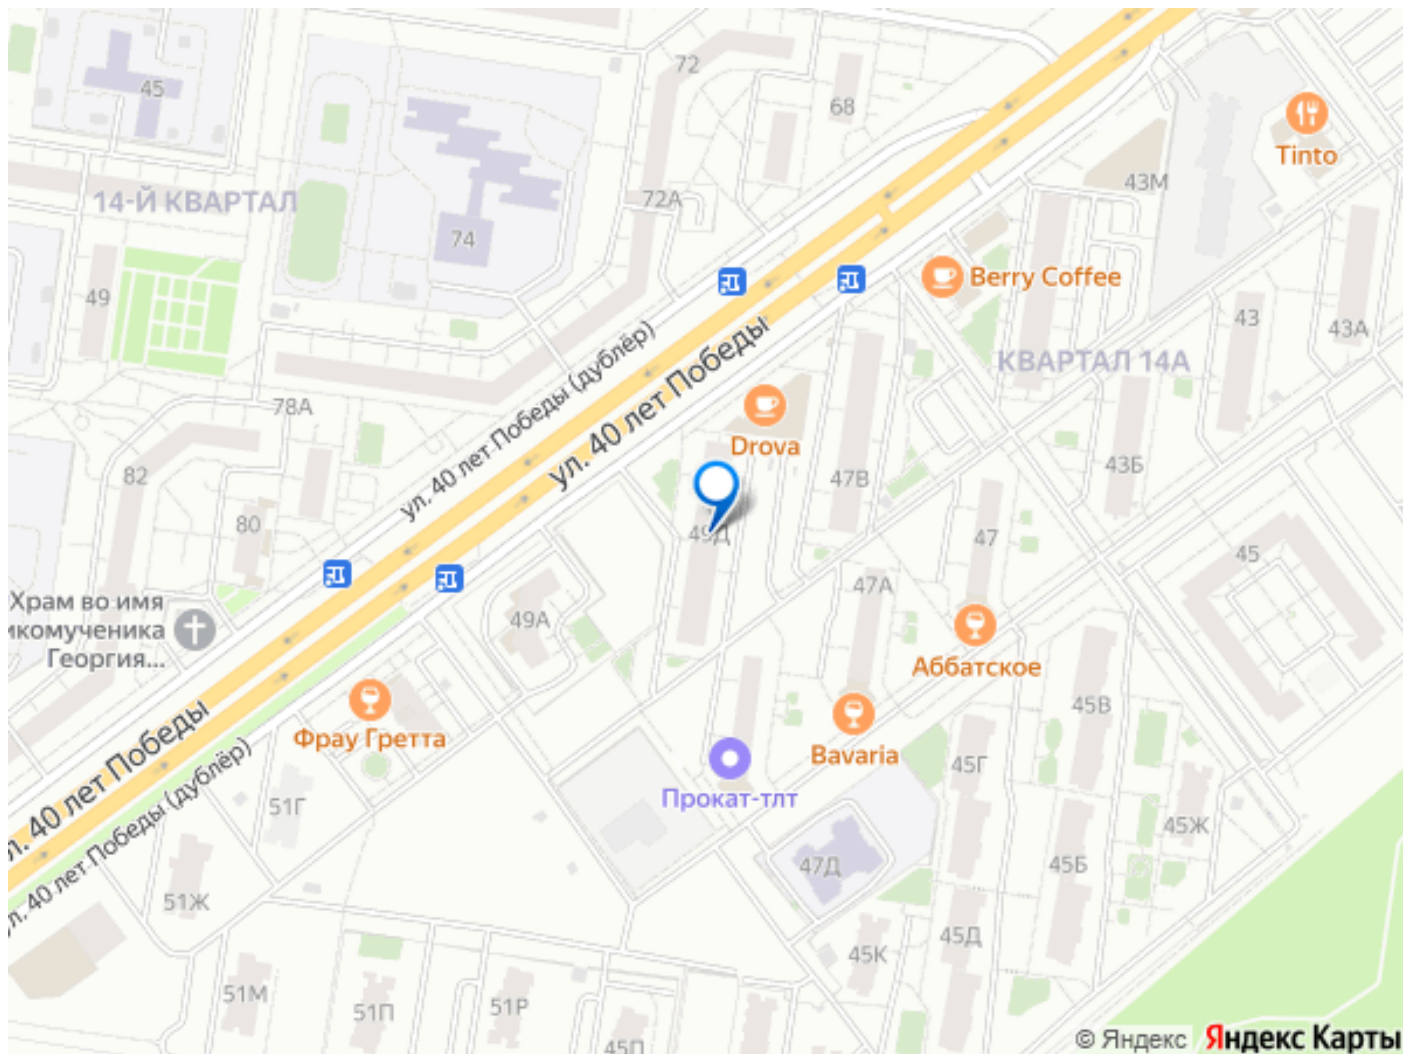 72
45
68
Tinto
43М
14-Й КВАРТАЛ
72А
74
Berry Coffee
49
43
43А
ул. 40 лет Победы (дублёр)
ул. 40 лет Победы
КВАРТАЛ 14А
78А
Drova
82
47В
43Б
80
49Д
47
45
47А
Храм во имя
икомученика
Георгия...
49А
Аббатское
45В
Фрау Гретта
Bavaria
45Г
л. 40 лет Победы
ул. 40 лет Победы (дублёр)
Прокат-тлт
51Г
45Ж
47Д
45Б
51Ж
45Д
45К
51М
51П
51Р
45П
© Яндекс Яндекс Карты